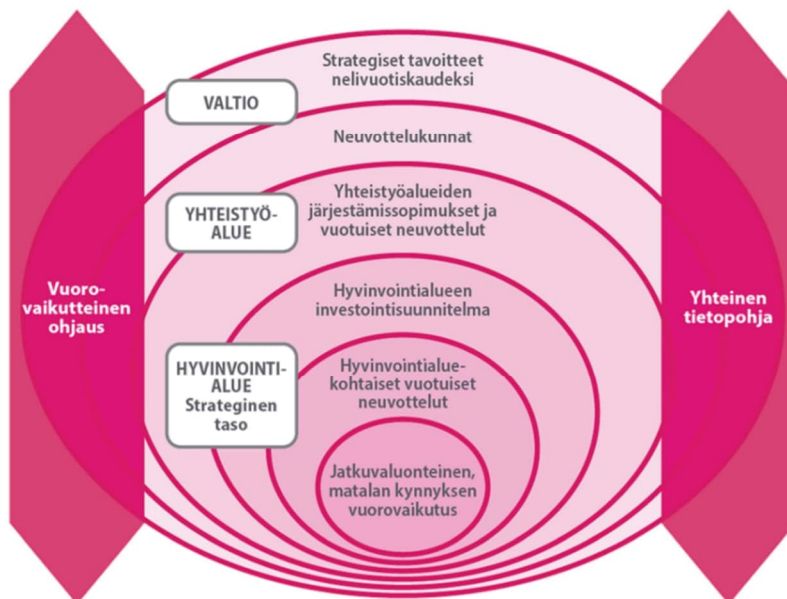 Strategiset tavoitteet
nelivuotiskaudeksi
VALTIO
Neuvottelukunnat
YHTEISTYÖ-
ALUE
Yhteistyöalueiden
järjestämissopimukset ja
vuotuiset neuvottelut
Vuoro-
vaikutteinen
ohjaus
Hyvinvointialueen
investointisuunnitelma
Yhteinen
tietopohja
HYVINVOINTI-
ALUE
Strateginen
taso
Hyvinvointialue-
kohtaiset vuotuiset
neuvottelut
Jatkuvaluonteinen,
matalan kynnyksen
vuorovaikutus